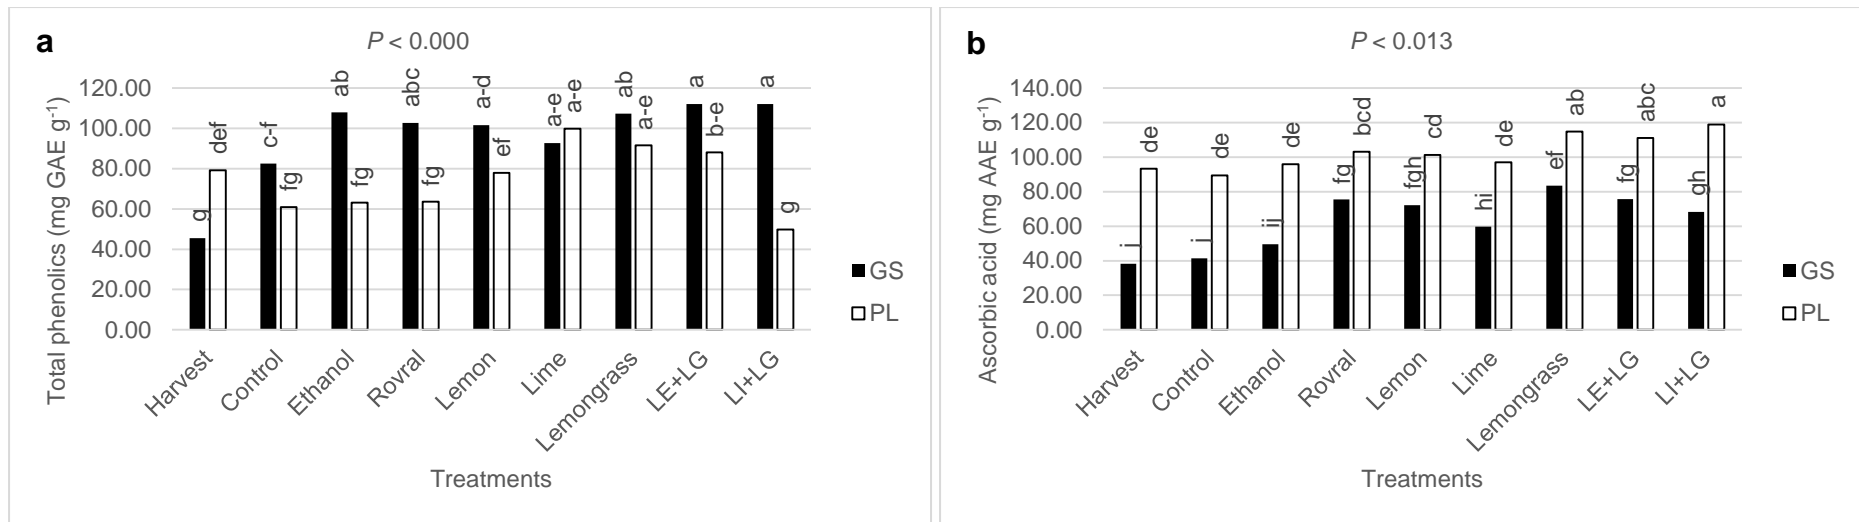 a
P < 0.000
Total phenolics (mg GAE g-1)
120.00
100.00
80.00
60.00
40.00
20.00
0.00
g
def
c-f
fg
ab
fg
abc
fg
a-d
ef
a-e
a-e
ab
a-e
a
b-e
a
g
Harvest
Control
Ethanol
Rovral
Lemon
Lime
Lemongrass
LE+LG
LI+LG
Treatments
GS
PL
b
P < 0.013
Ascorbic acid (mg AAE g-1)
140.00
120.00
100.00
80.00
60.00
40.00
20.00
0.00
j
de
j
de
ij
de
fg
bcd
fgh
cd
hi
de
ef
ab
fg
abc
gh
a
Harvest
Control
Ethanol
Rovral
Lemon
Lime
Lemongrass
LE+LG
LI+LG
Treatments
GS
PL